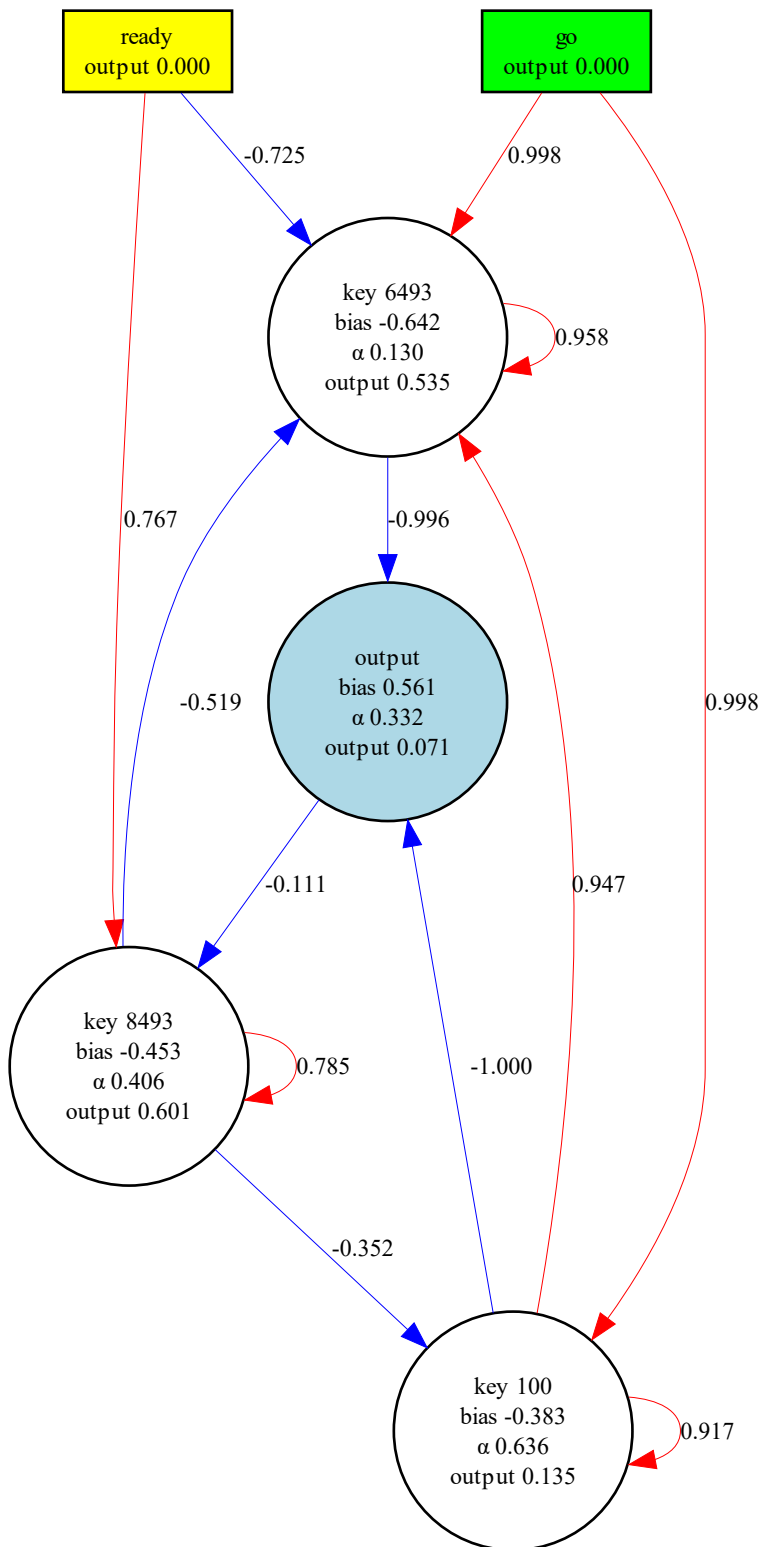 ready
output 0.000
go
output 0.000
-0.725
0.998
key 6493
bias -0.642
α 0.130
output 0.535
0.958
0.767
-0.996
-0.519
output
bias 0.561
α 0.332
output 0.071
0.998
-0.111
0.947
key 8493
bias -0.453
α 0.406
output 0.601
0.785
-1.000
-0.352
key 100
bias -0.383
α 0.636
output 0.135
0.917